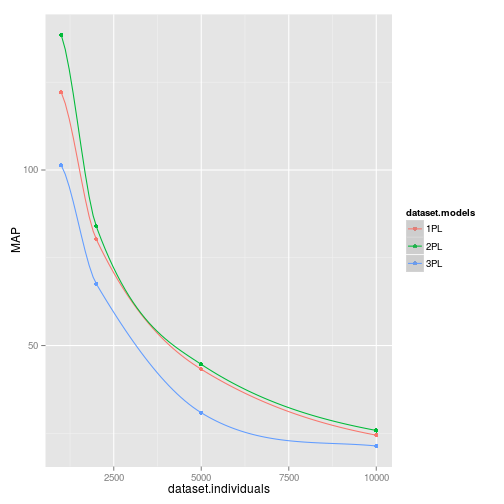 MAP
100
50
2500
5000
7500
10000
dataset.individuals
dataset.models
1PL
2PL
3PL